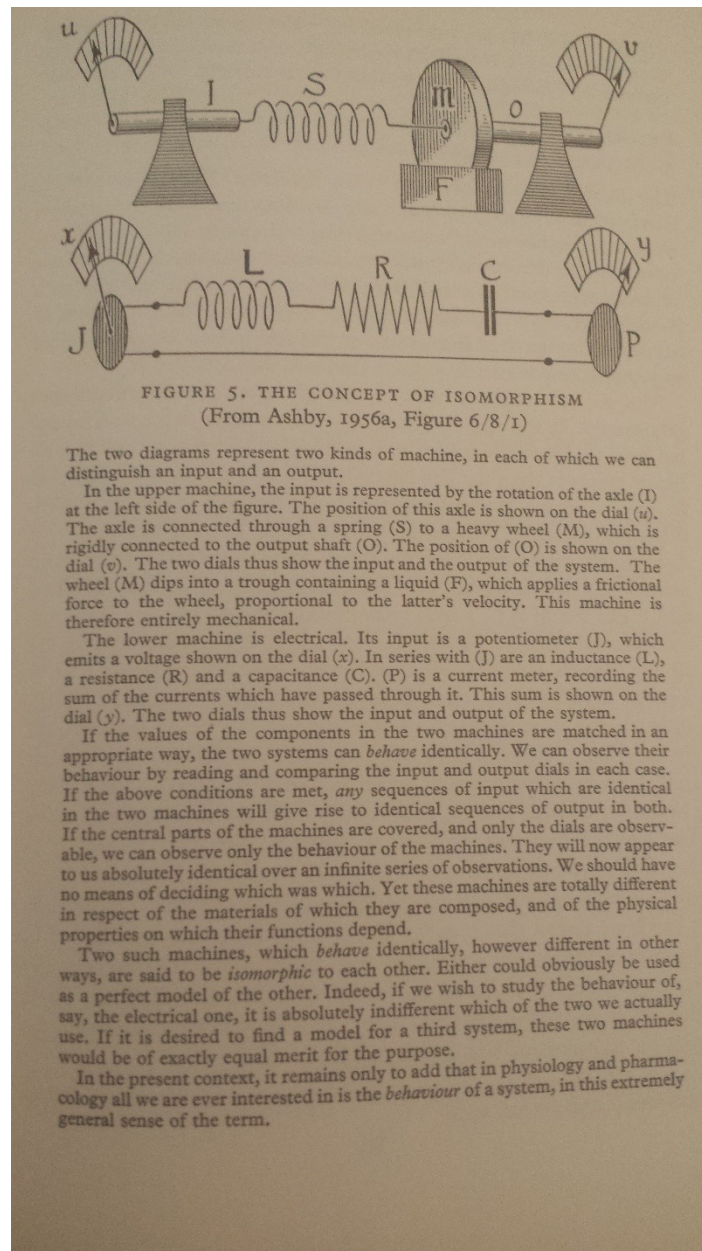 u
I
S
m
F
O
v
x
J
L
R
C
y
P
FIGURE 5. THE CONCEPT OF ISOMORPHISM
(From Ashby, 1956a, Figure 6/8/1)
The two diagrams represent two kinds of machine, in each of which we can
distinguish an input and an output.
In the upper machine, the input is represented by the rotation of the axle (I)
at the left side of the figure. The position of this axle is shown on the dial (u).
The axle is connected through a spring (S) to a heavy wheel (M), which is
rigidly connected to the output shaft (O). The position of (O) is shown on the
dial (v). The two dials thus show the input and the output of the system. The
wheel (M) dips into a trough containing a liquid (F), which applies a frictional
force to the wheel, proportional to the latter's velocity. This machine is
therefore entirely mechanical.
The lower machine is electrical. Its input is a potentiometer (J), which
emits a voltage shown on the dial (x). In series with (J) are an inductance (L),
a resistance (R) and a capacitance (C). (P) is a current meter, recording the
sum of the currents which have passed through it. This sum is shown on the
dial (y). The two dials thus show the input and output of the system.
If the values of the components in the two machines are matched in an
appropriate way, the two systems can behave identically. We can observe their
behaviour by reading and comparing the input and output dials in each case.
If the above conditions are met, any sequences of input which are identical
in the two machines will give rise to identical sequences of output in both.
If the central parts of the machines are covered, and only the dials are observ-
able, we can observe only the behaviour of the machines. They will now appear
to us absolutely identical over an infinite series of observations. We should have
no means of deciding which was which. Yet these machines are totally different
in respect of the materials of which they are composed, and of the physical
properties on which their functions depend.
Two such machines, which behave identically, however different in other
ways, are said to be isomorphic to each other. Either could obviously be used
as a perfect model of the other. Indeed, if we wish to study the behaviour of,
say, the electrical one, it is absolutely indifferent which of the two we actually
use. If it is desired to find a model for a third system, these two machines
would be of exactly equal merit for the purpose.
In the present context, it remains only to add that in physiology and pharma-
cology all we are ever interested in is the behaviour of a system, in this extremely
general sense of the term.